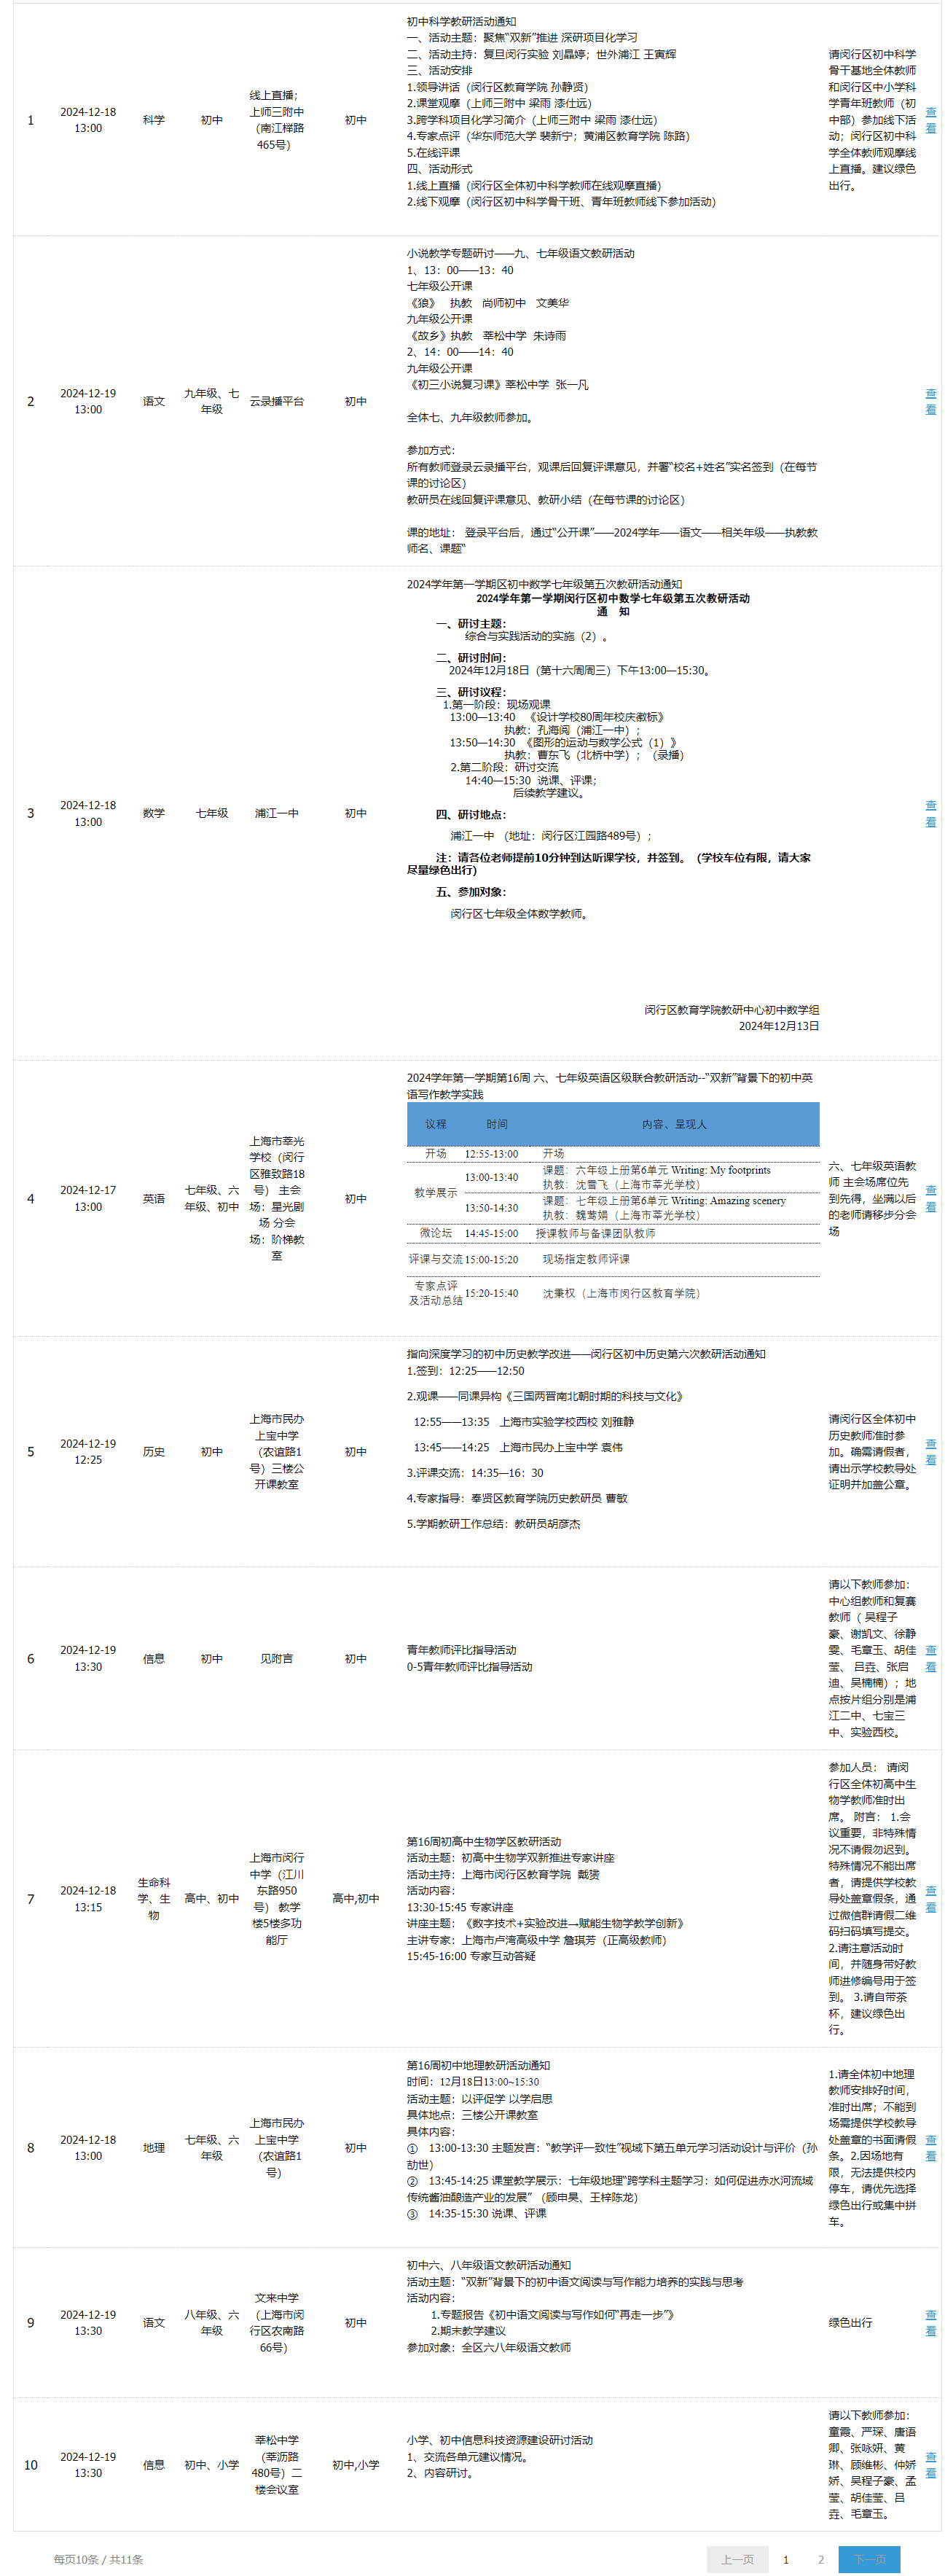 1
2024-12-18
13:00
科学
初中
线上直播；
上师三附中
（南江榉路
465号）
初中
初中科学教研活动通知
一、活动主题：聚焦“双新”推进 深研项目化学习
二、活动主持：复旦闵行实验 刘晶婷；世外浦江 王寅辉
三、活动安排
1.领导讲话（闵行区教育学院 孙静贤）
2.课堂观摩（上师三附中 梁雨 漆仕远）
3.跨学科项目化学习简介（上师三附中 梁雨 漆仕远）
4.专家点评（华东师范大学 裴新宁；黄浦区教育学院 陈路）
5.在线评课
四、活动形式
1.线上直播（闵行区全体初中科学教师在线观摩直播）
2.线下观摩（闵行区初中科学骨干班、青年班教师线下参加活动）
请闵行区初中科学
骨干基地全体教师
和闵行区中小学科
学青年班教师（初
中部）参加线下活
动；闵行区初中科
学全体教师观摩线
上直播。建议绿色
出行。
查
看
2
2024-12-19
13:00
语文
九年级、七
年级
云录播平台
初中
小说教学专题研讨——九、七年级语文教研活动
1、13：00——13：40
七年级公开课
《狼》 执教 尚师初中 文美华
九年级公开课
《故乡》执教 莘松中学 朱诗雨
2、14：00——14：40
九年级公开课
《初三小说复习课》莘松中学 张一凡
全体七、九年级教师参加。
参加方式：
所有教师登录云录播平台，观课后回复评课意见，并署“校名+姓名”实名签到（在每节
课的讨论区）
教研员在线回复评课意见、教研小结（在每节课的讨论区）
课的地址： 登录平台后，通过“公开课”——2024学年——语文——相关年级——执教教
师名、课题“
查
看
3
2024-12-18
13:00
数学
七年级
浦江一中
初中
2024学年第一学期区初中数学七年级第五次教研活动通知
2024学年第一学期闵行区初中数学七年级第五次教研活动
通 知
一、研讨主题：
综合与实践活动的实施（2）。
二、研讨时间：
2024年12月18日（第十六周周三）下午13:00—15:30。
三、研讨议程：
1.第一阶段：现场观课
13:00—13:40 《设计学校80周年校庆徽标》
执教：孔海阅（浦江一中）；
13:50—14:30 《图形的运动与数学公式（1）》
执教：曹东飞（北桥中学）；（录播）
2.第二阶段：研讨交流
14:40—15:30 说课、评课；
后续教学建议。
四、研讨地点：
浦江一中 （地址：闵行区江园路489号）；
注：请各位老师提前10分钟到达听课学校，并签到。（学校车位有限，请大家
尽量绿色出行）
五、参加对象：
闵行区七年级全体数学教师。
闵行区教育学院教研中心初中数学组
2024年12月13日
查
看
4
2024-12-17
13:00
英语
七年级、六
年级、初中
上海市莘光
学校（闵行
区雅致路18
号） 主会
场：星光剧
场 分会
场：阶梯教
室
初中
2024学年第一学期第16周 六、七年级英语区级联合教研活动--“双新”背景下的初中英
语写作教学实践
议程 时间 内容、呈现人
开场 12:55-13:00 开场
教学展示
13:00-13:40
课题：六年级上册第6单元 Writing: My footprints
执教：沈雪飞（上海市莘光学校）
13:50-14:30
课题：七年级上册第6单元 Writing: Amazing scenery
执教：魏莺娟（上海市莘光学校）
微论坛 14:45-15:00 授课教师与备课团队教师
评课与交流 15:00-15:20 现场指定教师评课
专家点评
及活动总结
15:20-15:40 沈秉权（上海市闵行区教育学院）
六、七年级英语教
师 主会场席位先
到先得，坐满以后
的老师请移步分会
场
查
看
5
2024-12-19
12:25
历史
初中
上海市民办
上宝中学
（农谊路1
号）三楼公
开课教室
初中
指向深度学习的初中历史教学改进——闵行区初中历史第六次教研活动通知
1.签到：12:25——12:50
2.观课——同课异构《三国两晋南北朝时期的科技与文化》
12:55——13:35 上海市实验学校西校 刘雅静
13:45——14:25 上海市民办上宝中学 袁伟
3.评课交流：14:35—16：30
4.专家指导：奉贤区教育学院历史教研员 曹敏
5.学期教研工作总结：教研员胡彦杰
请闵行区全体初中
历史教师准时参
加。确需请假者，
请出示学校教导处
证明并加盖公章。
查
看
6
2024-12-19
13:30
信息
初中
见附言
初中
青年教师评比指导活动
0-5青年教师评比指导活动
请以下教师参加：
中心组教师和复赛
教师（ 吴程子
豪、谢凯文、徐静
雯、毛章玉、胡佳
莹、 吕垚、张启
迪、吴楠楠）；地
点按片组分别是浦
江二中、七宝三
中、实验西校。
查
看
7
2024-12-18
13:15
生命科
学、生
物
高中、初中
上海市闵行
中学（江川
东路950
号） 教学
楼5楼多功
能厅
高中,初中
第16周初高中生物学区教研活动
活动主题：初高中生物学双新推进专家讲座
活动主持：上海市闵行区教育学院 戴赟
活动内容：
13:30-15:45 专家讲座
讲座主题：《数字技术+实验改进→赋能生物学教学创新》
主讲专家：上海市卢湾高级中学 詹琪芳（正高级教师）
15:45-16:00 专家互动答疑
参加人员： 请闵
行区全体初高中生
物学教师准时出
席。 附言： 1.会
议重要，非特殊情
况不请假勿迟到。
特殊情况不能出席
者，请提供学校教
导处盖章假条，通
过微信群请假二维
码扫码填写提交。
2.请注意活动时
间，并随身带好教
师进修编号用于签
到。 3.请自带茶
杯，建议绿色出
行。
查
看
8
2024-12-18
13:00
地理
七年级、六
年级
上海市民办
上宝中学
（农谊路1
号）
初中
第16周初中地理教研活动通知
时间：12月18日13:00~15:30
活动主题：以评促学 以学启思
具体地点：三楼公开课教室
具体内容：
① 13:00-13:30 主题发言：“教学评一致性”视域下第五单元学习活动设计与评价（孙
劼世）
② 13:45-14:25 课堂教学展示：七年级地理“跨学科主题学习：如何促进赤水河流域
传统酱油酿造产业的发展” （顾申昊、王梓陈龙）
③ 14:35-15:30 说课、评课
1.请全体初中地理
教师安排好时间，
准时出席；不能到
场需提供学校教导
处盖章的书面请假
条。2.因场地有
限，无法提供校内
停车，请优先选择
绿色出行或集中拼
车。
查
看
9
2024-12-19
13:30
语文
八年级、六
年级
文来中学
（上海市闵
行区农南路
66号）
初中
初中六、八年级语文教研活动通知
活动主题：“双新”背景下的初中语文阅读与写作能力培养的实践与思考
活动内容：
1.专题报告《初中语文阅读与写作如何“再走一步”》
2.期末教学建议
参加对象：全区六八年级语文教师
绿色出行
查
看
10
2024-12-19
13:30
信息
初中、小学
莘松中学
（莘沥路
480号）二
楼会议室
初中,小学
小学、初中信息科技资源建设研讨活动
1、交流各单元建议情况。
2、内容研讨。
请以下教师参加：
童霞、严琛、唐语
卿、张咏妍、黄
琳、顾维彬、仲娇
娇、吴程子豪、孟
莹、胡佳莹、吕
垚、毛章玉。
查
看
每页10条 / 共11条
上一页 1 2 下一页